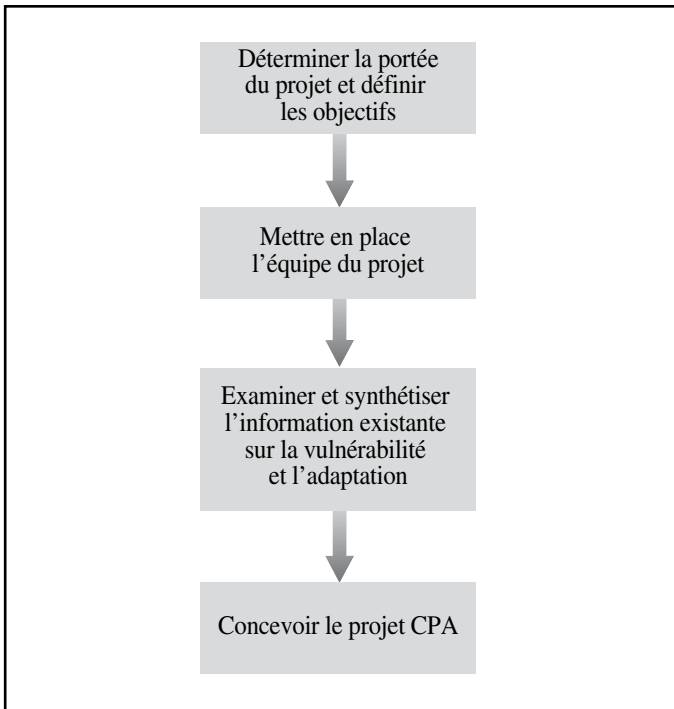 Déterminer la portée
du projet et définir
les objectifs
Mettre en place
l’équipe du projet
Examiner et synthétiser
l’information existante
sur la vulnérabilité
et l’adaptation
Concevoir le projet CPA